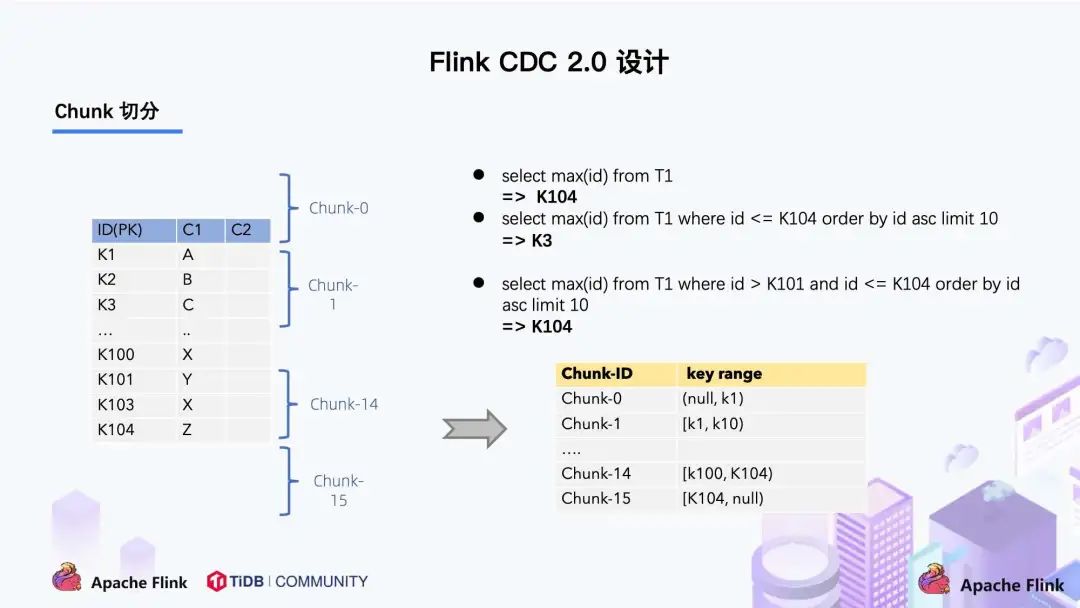 Flink CDC 2.0 设计
Chunk 切分
ID(PK) C1 C2
K1 A
K2 B
K3 C
... ..
K100 X
K101 Y
K103 X
K104 Z
Chunk-0
Chunk-
1
Chunk-14
Chunk-
15
● select max(id) from T1
=> K104
● select max(id) from T1 where id <= K104 order by id asc limit 10
=> K3
● select max(id) from T1 where id > K101 and id <= K104 order by id
asc limit 10
=> K104
Chunk-ID key range
Chunk-0 (null, k1)
Chunk-1 [k1, k10)
....
Chunk-14 [k100, K104)
Chunk-15 [K104, null)
Apache Flink
TiDB | COMMUNITY
Apache Flink